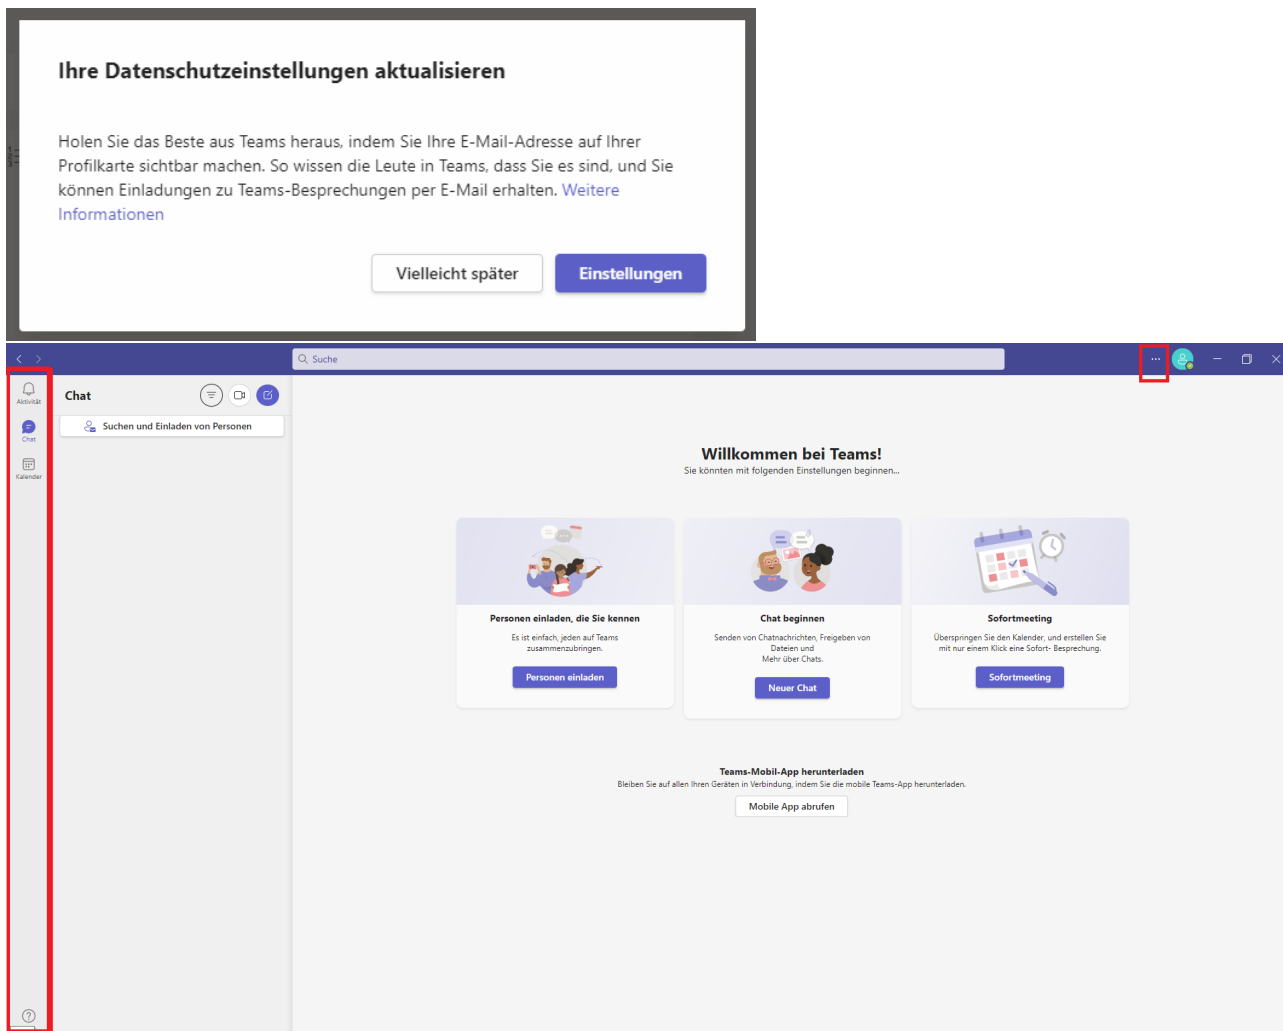 Ihre Datenschutzeinstellungen aktualisieren
Holen Sie das Beste aus Teams heraus, indem Sie Ihre E-Mail-Adresse auf Ihrer
Profilkarte sichtbar machen. So wissen die Leute in Teams, dass Sie es sind, und Sie
können Einladungen zu Teams-Besprechungen per E-Mail erhalten. Weitere
Informationen
Vielleicht später
Einstellungen
Suche
Aktivität
Chat
Kalender
Chat
Suchen und Einladen von Personen
Willkommen bei Teams!
Sie könnten mit folgenden Einstellungen beginnen...
Personen einladen, die Sie kennen
Es ist einfach, jeden auf Teams
zusammenzubringen.
Personen einladen
Chat beginnen
Senden von Chatnachrichten, Freigeben von
Dateien und
Mehr über Chats.
Neuer Chat
Sofortmeeting
Überspringen Sie den Kalender, und erstellen Sie
mit nur einem Klick eine Sofort- Besprechung.
Sofortmeeting
Teams-Mobil-App herunterladen
Bleiben Sie auf allen Ihren Geräten in Verbindung, indem Sie die mobile Teams-App herunterladen.
Mobile App abrufen